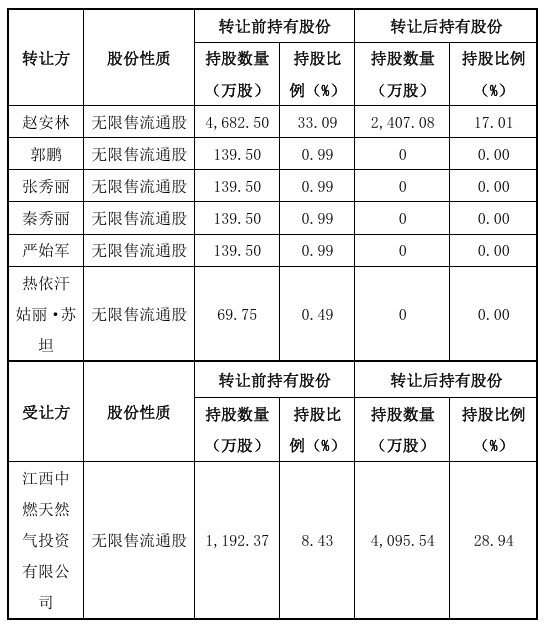 转让方 股份性质 转让前持有股份 转让后持有股份
持股数量（万股） 持股比例（%） 持股数量（万股） 持股比例（%）
赵安林 无限售流通股 4,682.50 33.09 2,407.08 17.01
郭鹏 无限售流通股 139.50 0.99 0 0.00
张秀丽 无限售流通股 139.50 0.99 0 0.00
秦秀丽 无限售流通股 139.50 0.99 0 0.00
严始军 无限售流通股 139.50 0.99 0 0.00
热依汗姑丽·苏坦 无限售流通股 69.75 0.49 0 0.00
受让方 股份性质 转让前持有股份 转让后持有股份
持股数量（万股） 持股比例（%） 持股数量（万股） 持股比例（%）
江西中燃天然气投资有限公司 无限售流通股 1,192.37 8.43 4,095.54 28.94